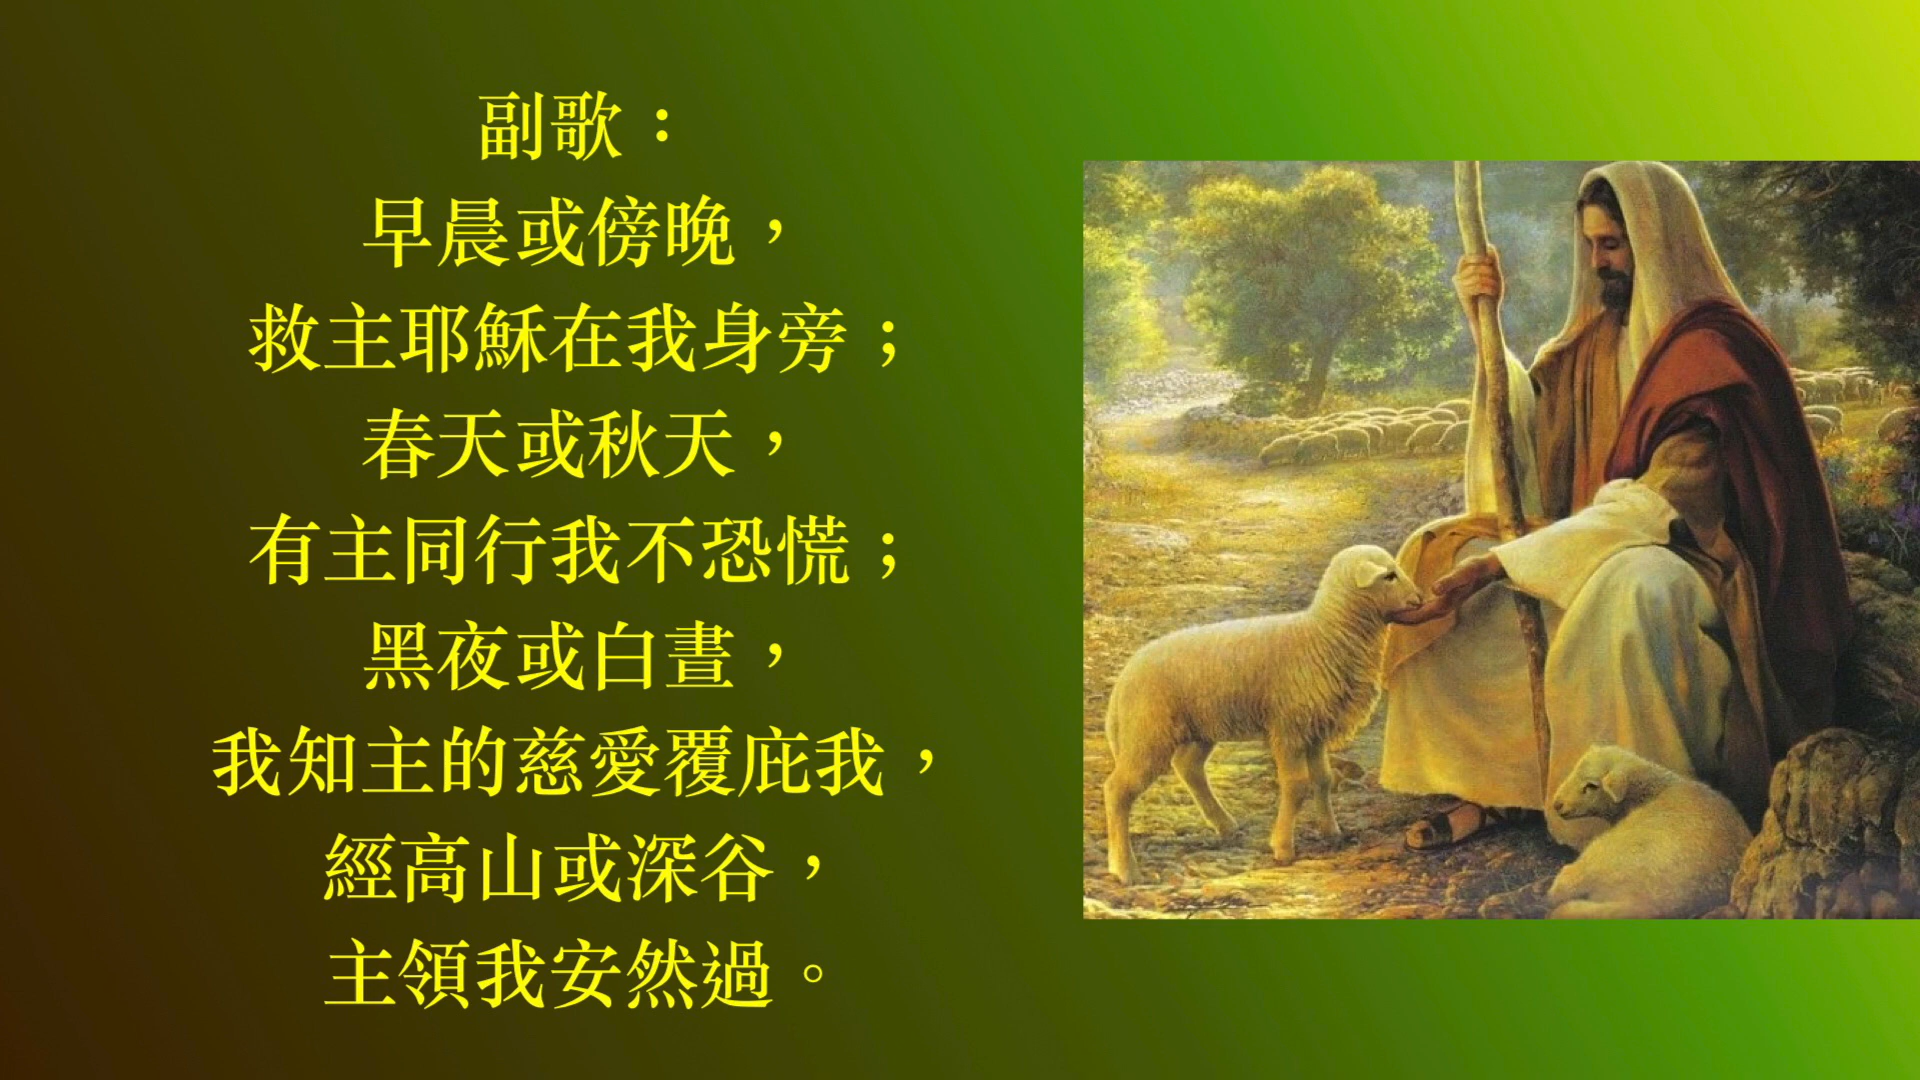 副歌：
早晨或傍晚，
救主耶穌在我身旁；
春天或秋天，
有主同行我不恐慌；
黑夜或白晝，
我知主的慈愛覆庇我，
經高山或深谷，
主領我安然過。